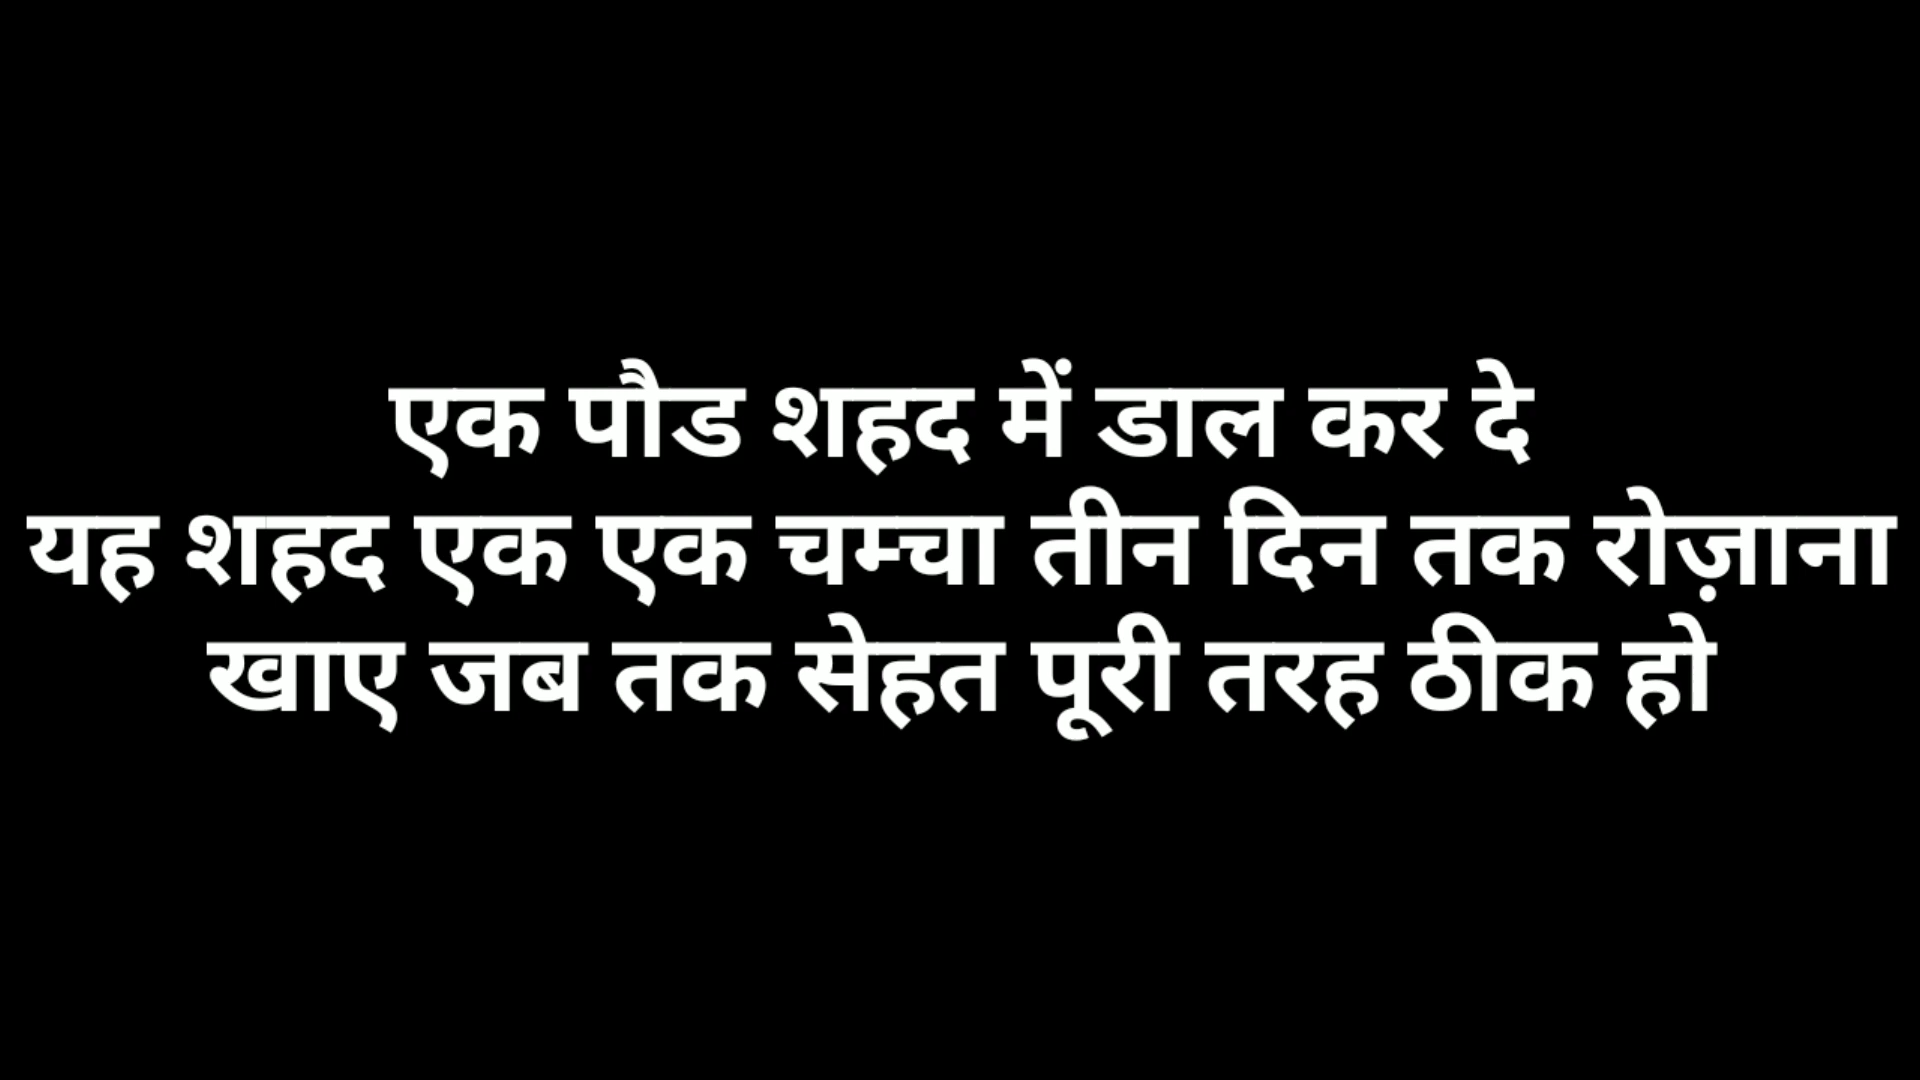 एक पौड शहद में डाल कर दे
यह शहद एक एक चम्चा तीन दिन तक रोज़ाना
खाए जब तक सेहत पूरी तरह ठीक हो